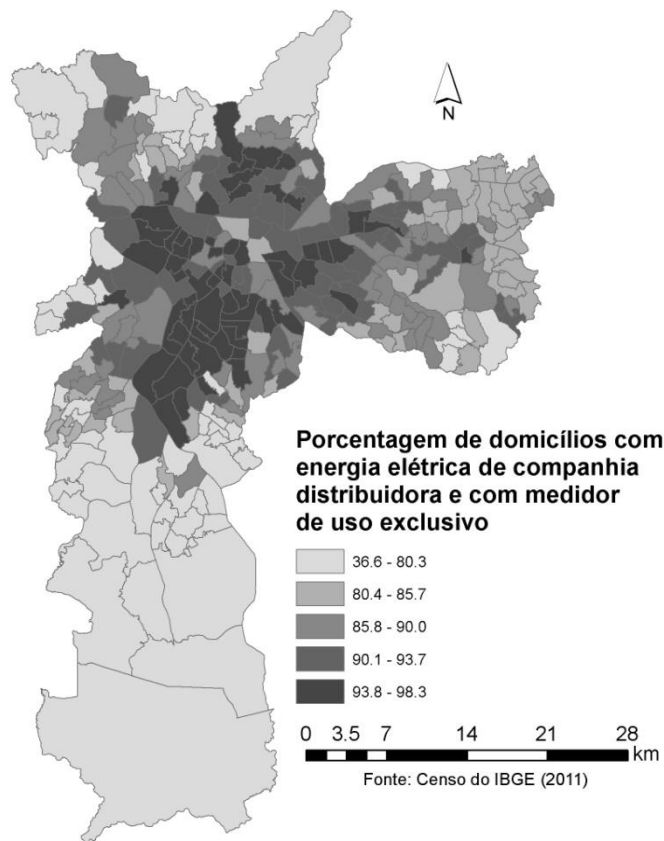 N
Porcentagem de domicílios com
energia elétrica de companhia
distribuidora e com medidor
de uso exclusivo
36.6 - 80.3
80.4 - 85.7
85.8 - 90.0
90.1 - 93.7
93.8 - 98.3
0 3.5 7 14 21 28
km
Fonte: Censo do IBGE (2011)